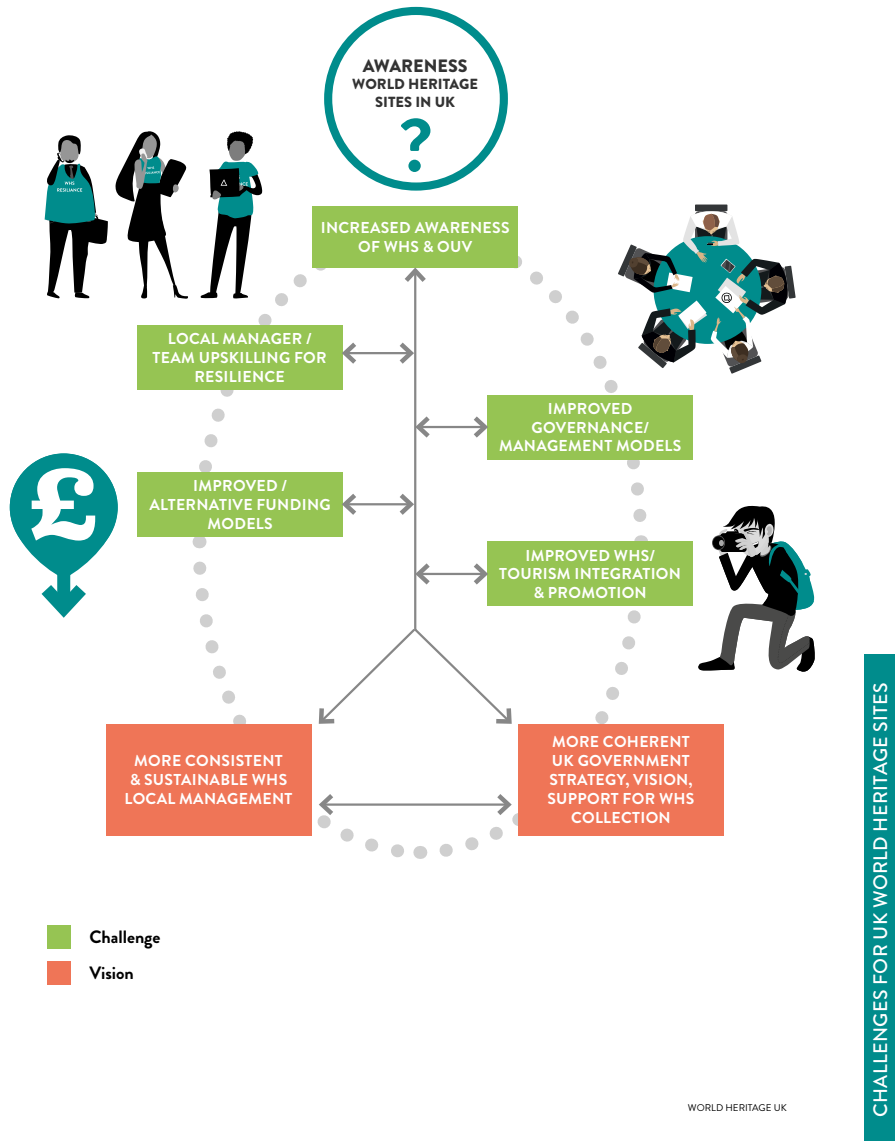 AWARENESS
WORLD HERITAGE
SITES IN UK
?
WHS
RESILIANCE
WHS
INCREASED AWARENESS
OF WHS & OUV
LOCAL MANAGER /
TEAM UPSKILLING FOR
RESILIENCE
IMPROVED
GOVERNANCE/
MANAGEMENT MODELS
£
IMPROVED /
ALTERNATIVE FUNDING
MODELS
IMPROVED WHS/
TOURISM INTEGRATION
& PROMOTION
MORE CONSISTENT
& SUSTAINABLE WHS
LOCAL MANAGEMENT
MORE COHERENT
UK GOVERNMENT
STRATEGY, VISION,
SUPPORT FOR WHS
COLLECTION
Challenge
Vision
CHALLENGES FOR UK WORLD HERITAGE SITES
WORLD HERITAGE UK